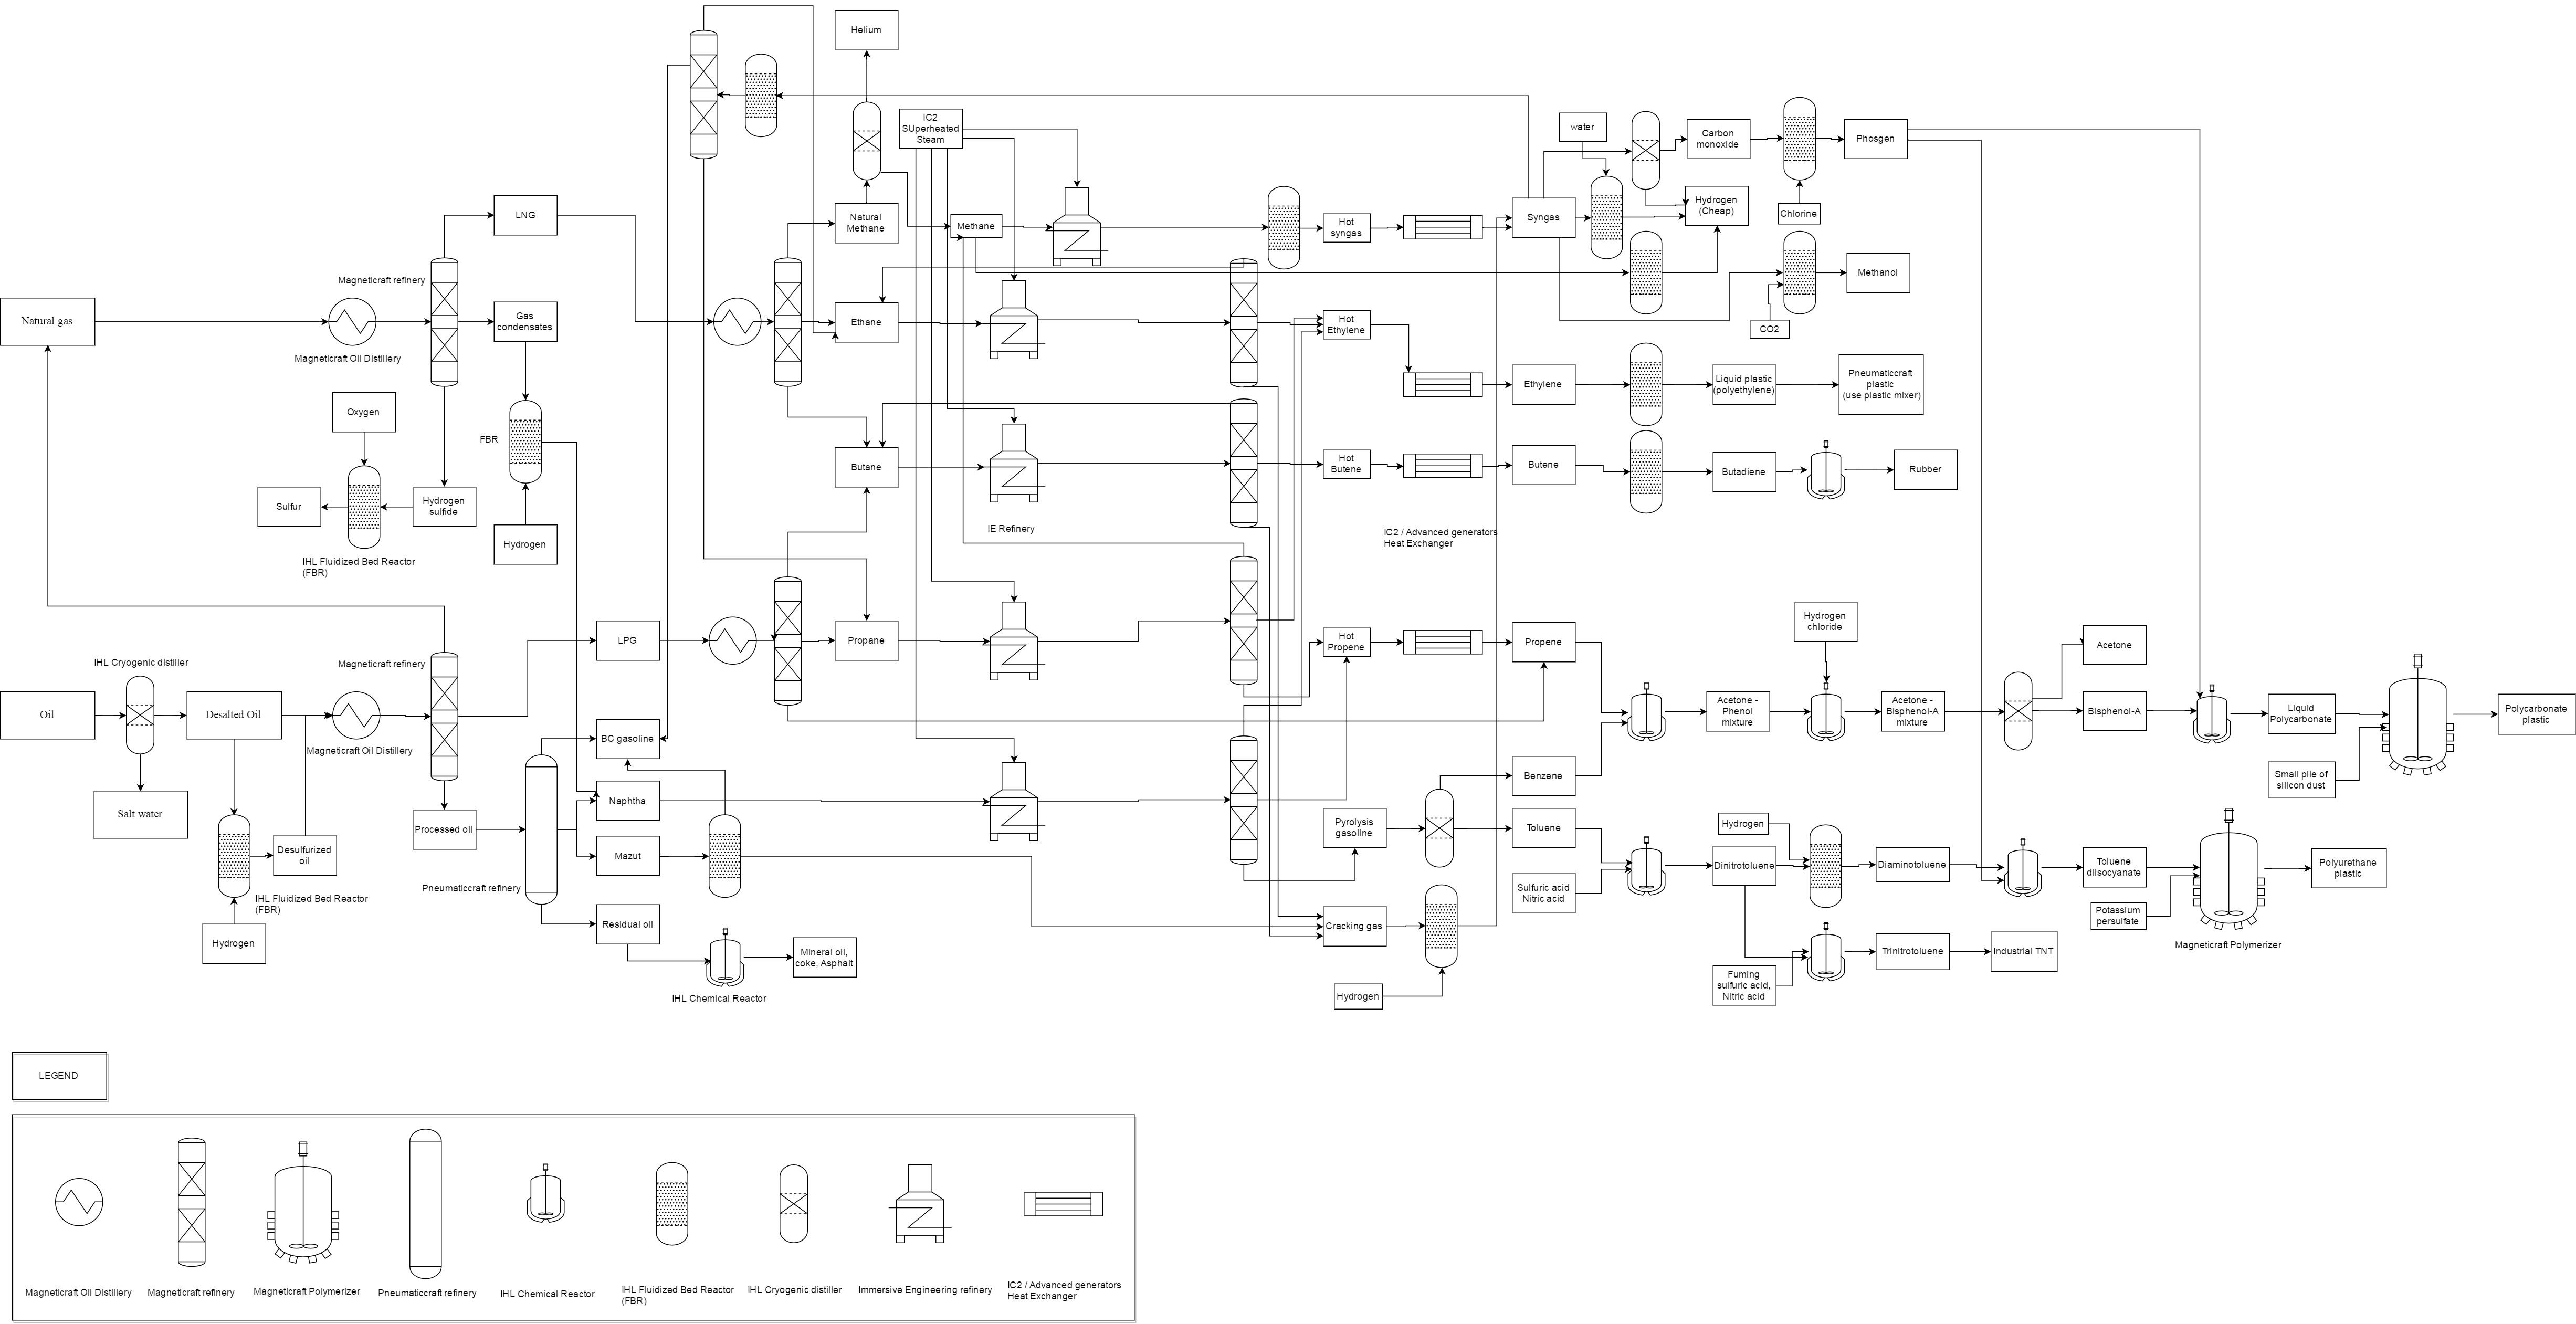 Helium
IC2
SUperheated
Steam
water
Carbon
monoxide
Phosgen
LNG
Natural
Methane
Methane
Hot
syngas
Syngas
Hydrogen
(Cheap)
Chlorine
Magneticraft refinery
Natural gas
Gas
condensates
Ethane
Hot
Ethylene
CO2
Methanol
Magneticraft Oil Distillery
Oxygen
FBR
Ethylene
Liquid plastic
(polyethylene)
Pneumaticcraft
plastic
(use plastic mixer)
Sulfur
Hydrogen
sulfide
Butane
Hot
Butene
Butene
Butadiene
Rubber
Hydrogen
IHL Fluidized Bed Reactor
(FBR)
IE Refinery
IC2 / Advanced generators
Heat Exchanger
Hydrogen
chloride
LPG
Propane
Hot
Propene
Propene
Acetone
IHL Cryogenic distiller
Magneticraft refinery
Oil
Desalted Oil
Magneticraft Oil Distillery
BC gasoline
Acetone -
Phenol
mixture
Acetone -
Bisphenol-A
mixture
Bisphenol-A
Liquid
Polycarbonate
Polycarbonate
plastic
Salt water
Naphtha
Benzene
Small pile of
silicon dust
Processed oil
Pyrolysis
gasoline
Toluene
Hydrogen
Desulfurized
oil
Mazut
Dinitrotoluene
Diaminotoluene
Toluene
diisocyanate
Polyurethane
plastic
Pneumaticcraft refinery
Sulfuric acid
Nitric acid
IHL Fluidized Bed Reactor
(FBR)
Potassium
persulfate
Residual oil
Cracking gas
Hydrogen
Magneticraft Polymerizer
Mineral oil,
coke, Asphalt
Trinitrotoluene
Industrial TNT
Fuming
sulfuric acid,
Nitric acid
IHL Chemical Reactor
Hydrogen
LEGEND
Magneticraft Oil Distillery
Magneticraft refinery
Magneticraft Polymerizer
Pneumaticcraft refinery
IHL Chemical Reactor
IHL Fluidized Bed Reactor
(FBR)
IHL Cryogenic distiller
Immersive Engineering refinery
IC2 / Advanced generators
Heat Exchanger